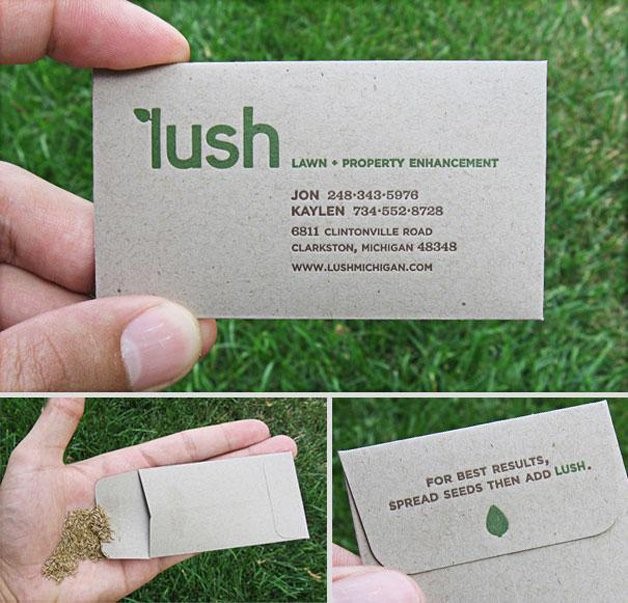 lush LAWN + PROPERTY ENHANCEMENT
JON 248·343·5976
KAYLEN 734·552·8728
6811 CLINTONVILLE ROAD
CLARKSTON, MICHIGAN 48348
WWW.LUSHMICHIGAN.COM
FOR BEST RESULTS,
SPREAD SEEDS THEN ADD LUSH.